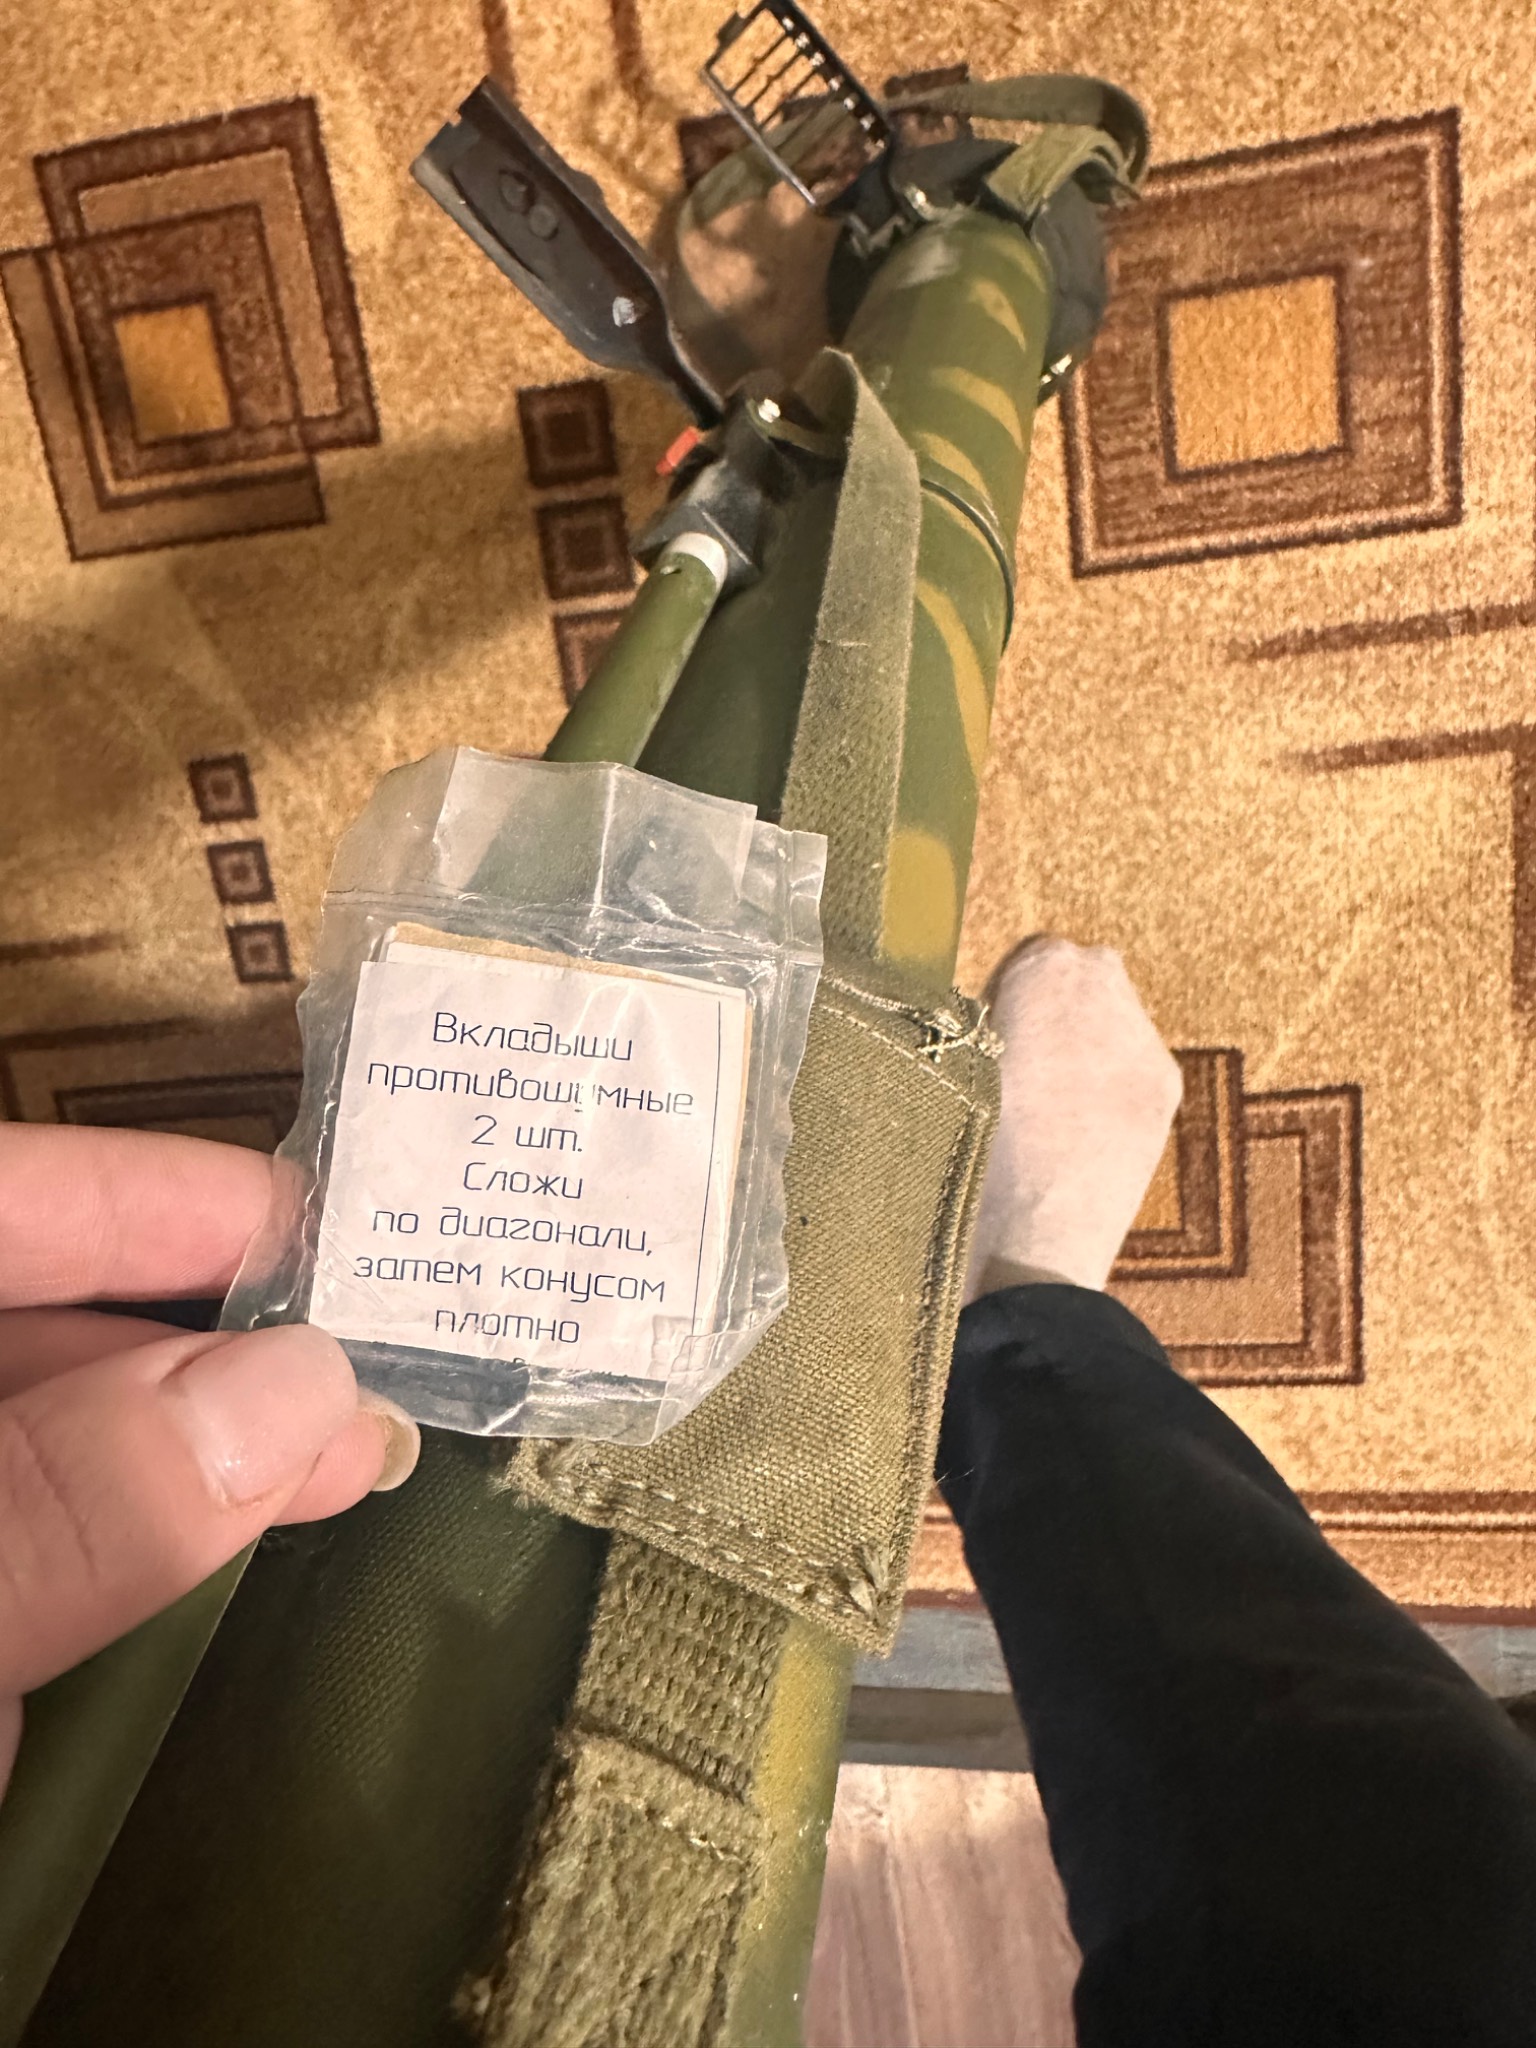 Вкладыши
противошумные
2 шт.
Сложи
по диагонали,
затем конусом
плотно